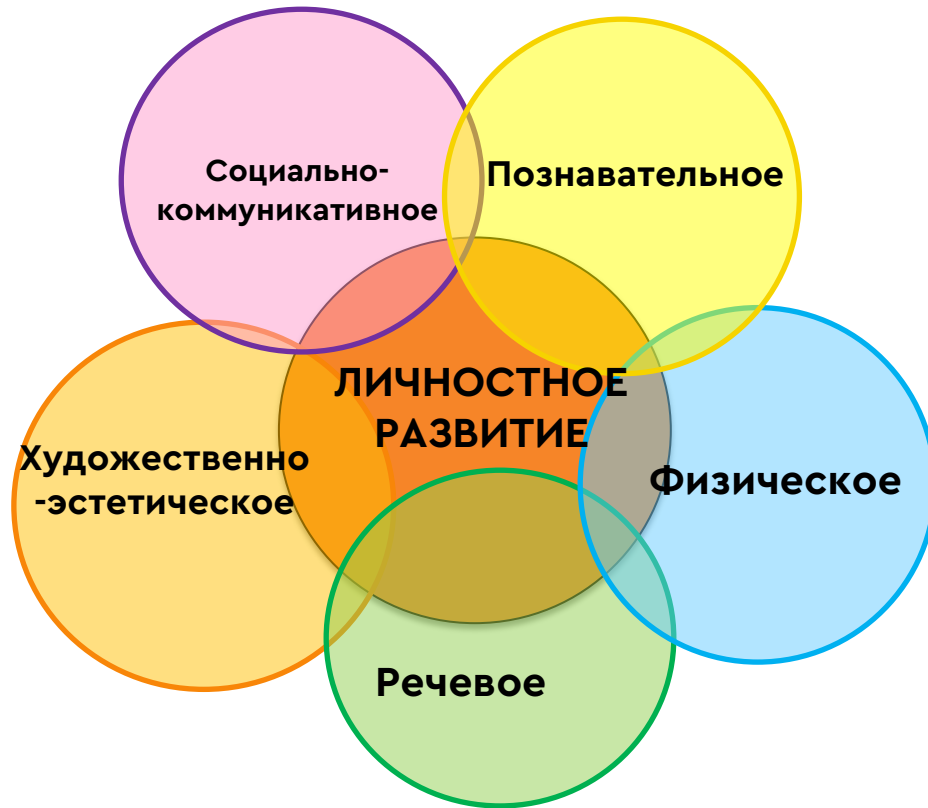 Социально-
коммуникативное
Познавательное
ЛИЧНОСТНОЕ
РАЗВИТИЕ
Художественно
-эстетическое
Физическое
Речевое